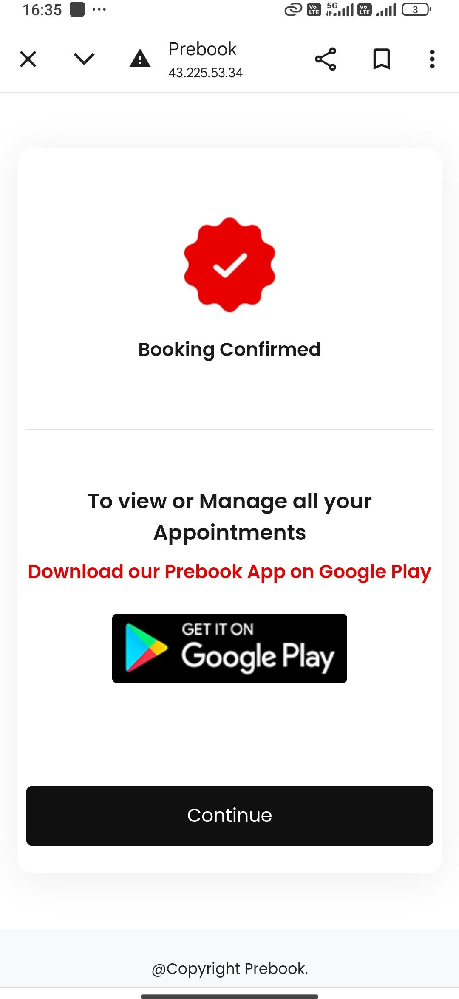 16:35
Vo LTE 5G Vo LTE 3
Prebook
43.225.53.34
Booking Confirmed
To view or Manage all your
Appointments
Download our Prebook App on Google Play
GET IT ON
Google Play
Continue
@Copyright Prebook.